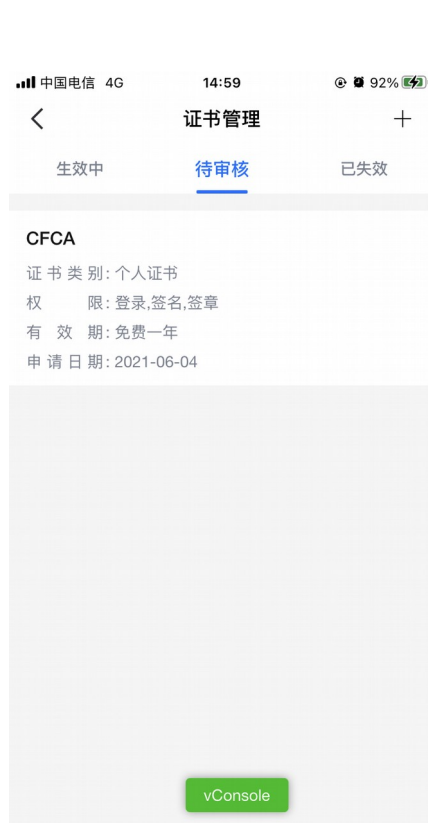 中国电信 4G 14:59 92%
证书管理
生效中 待审核 已失效
CFCA
证书类别:个人证书
权 限:登录,签名,签章
有 效 期:免费一年
申请日期:2021-06-04
vConsole